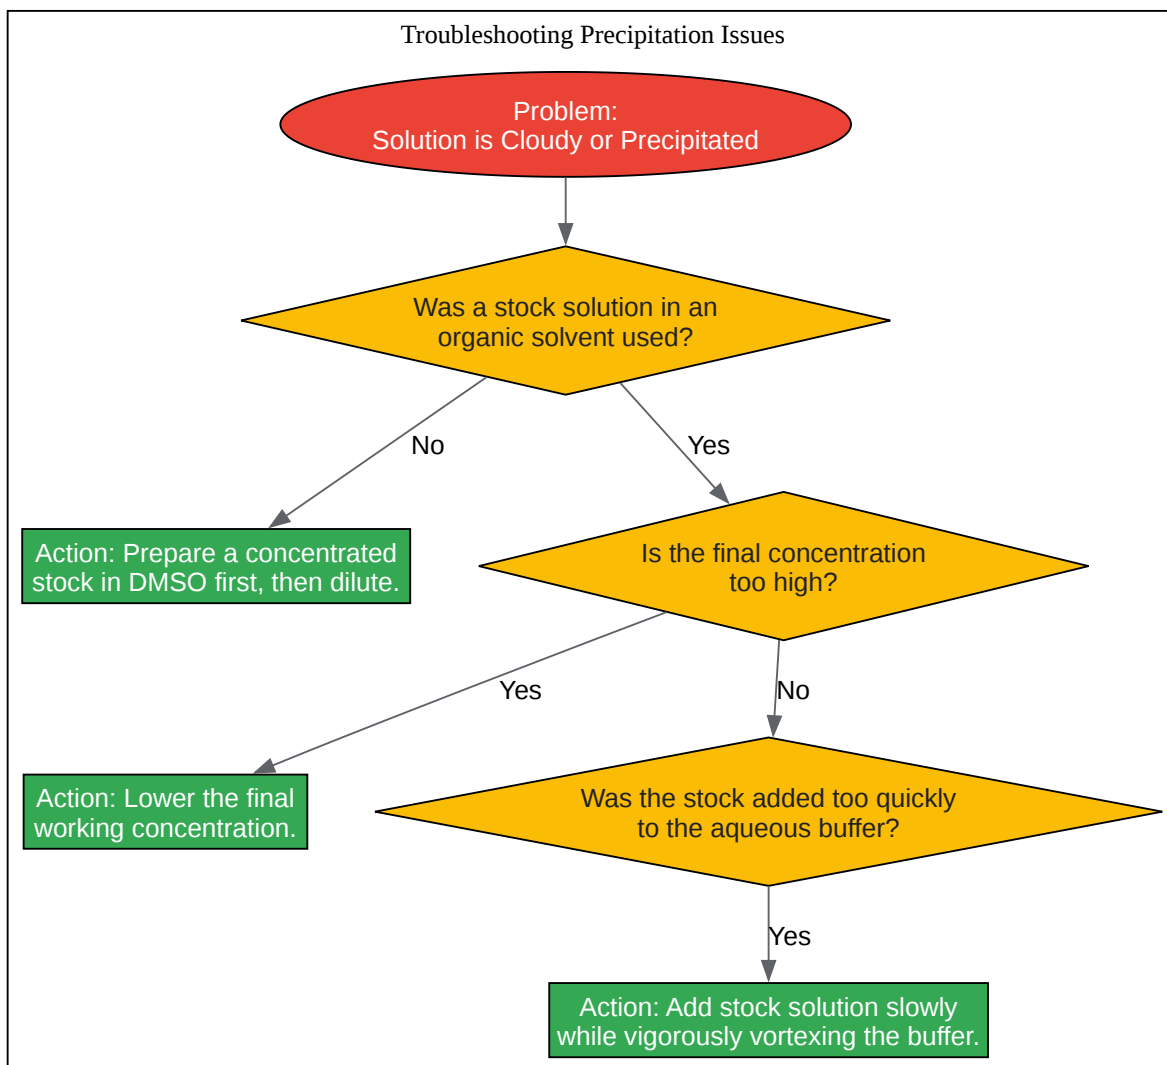 Troubleshooting Precipitation Issues
Problem:
Solution is Cloudy or Precipitated
Was a stock solution in an
organic solvent used?
No
Yes
Action: Prepare a concentrated
stock in DMSO first, then dilute.
Is the final concentration
too high?
Yes
No
Action: Lower the final
working concentration.
Was the stock added too quickly
to the aqueous buffer?
Yes
Action: Add stock solution slowly
while vigorously vortexing the buffer.